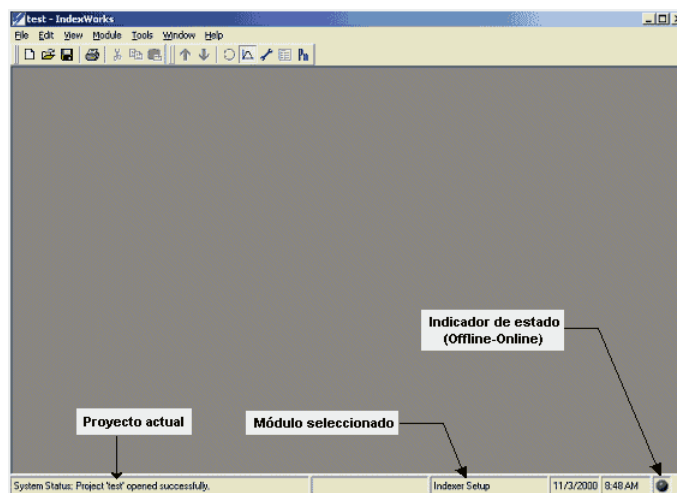 test - IndexWorks
File Edit View Module Tools Window Help
Indicador de estado
(Offline-Online)
Proyecto actual
Módulo seleccionado
System Status: Project 'test' opened successfully.
Indexer Setup
11/3/2000
8:48 AM